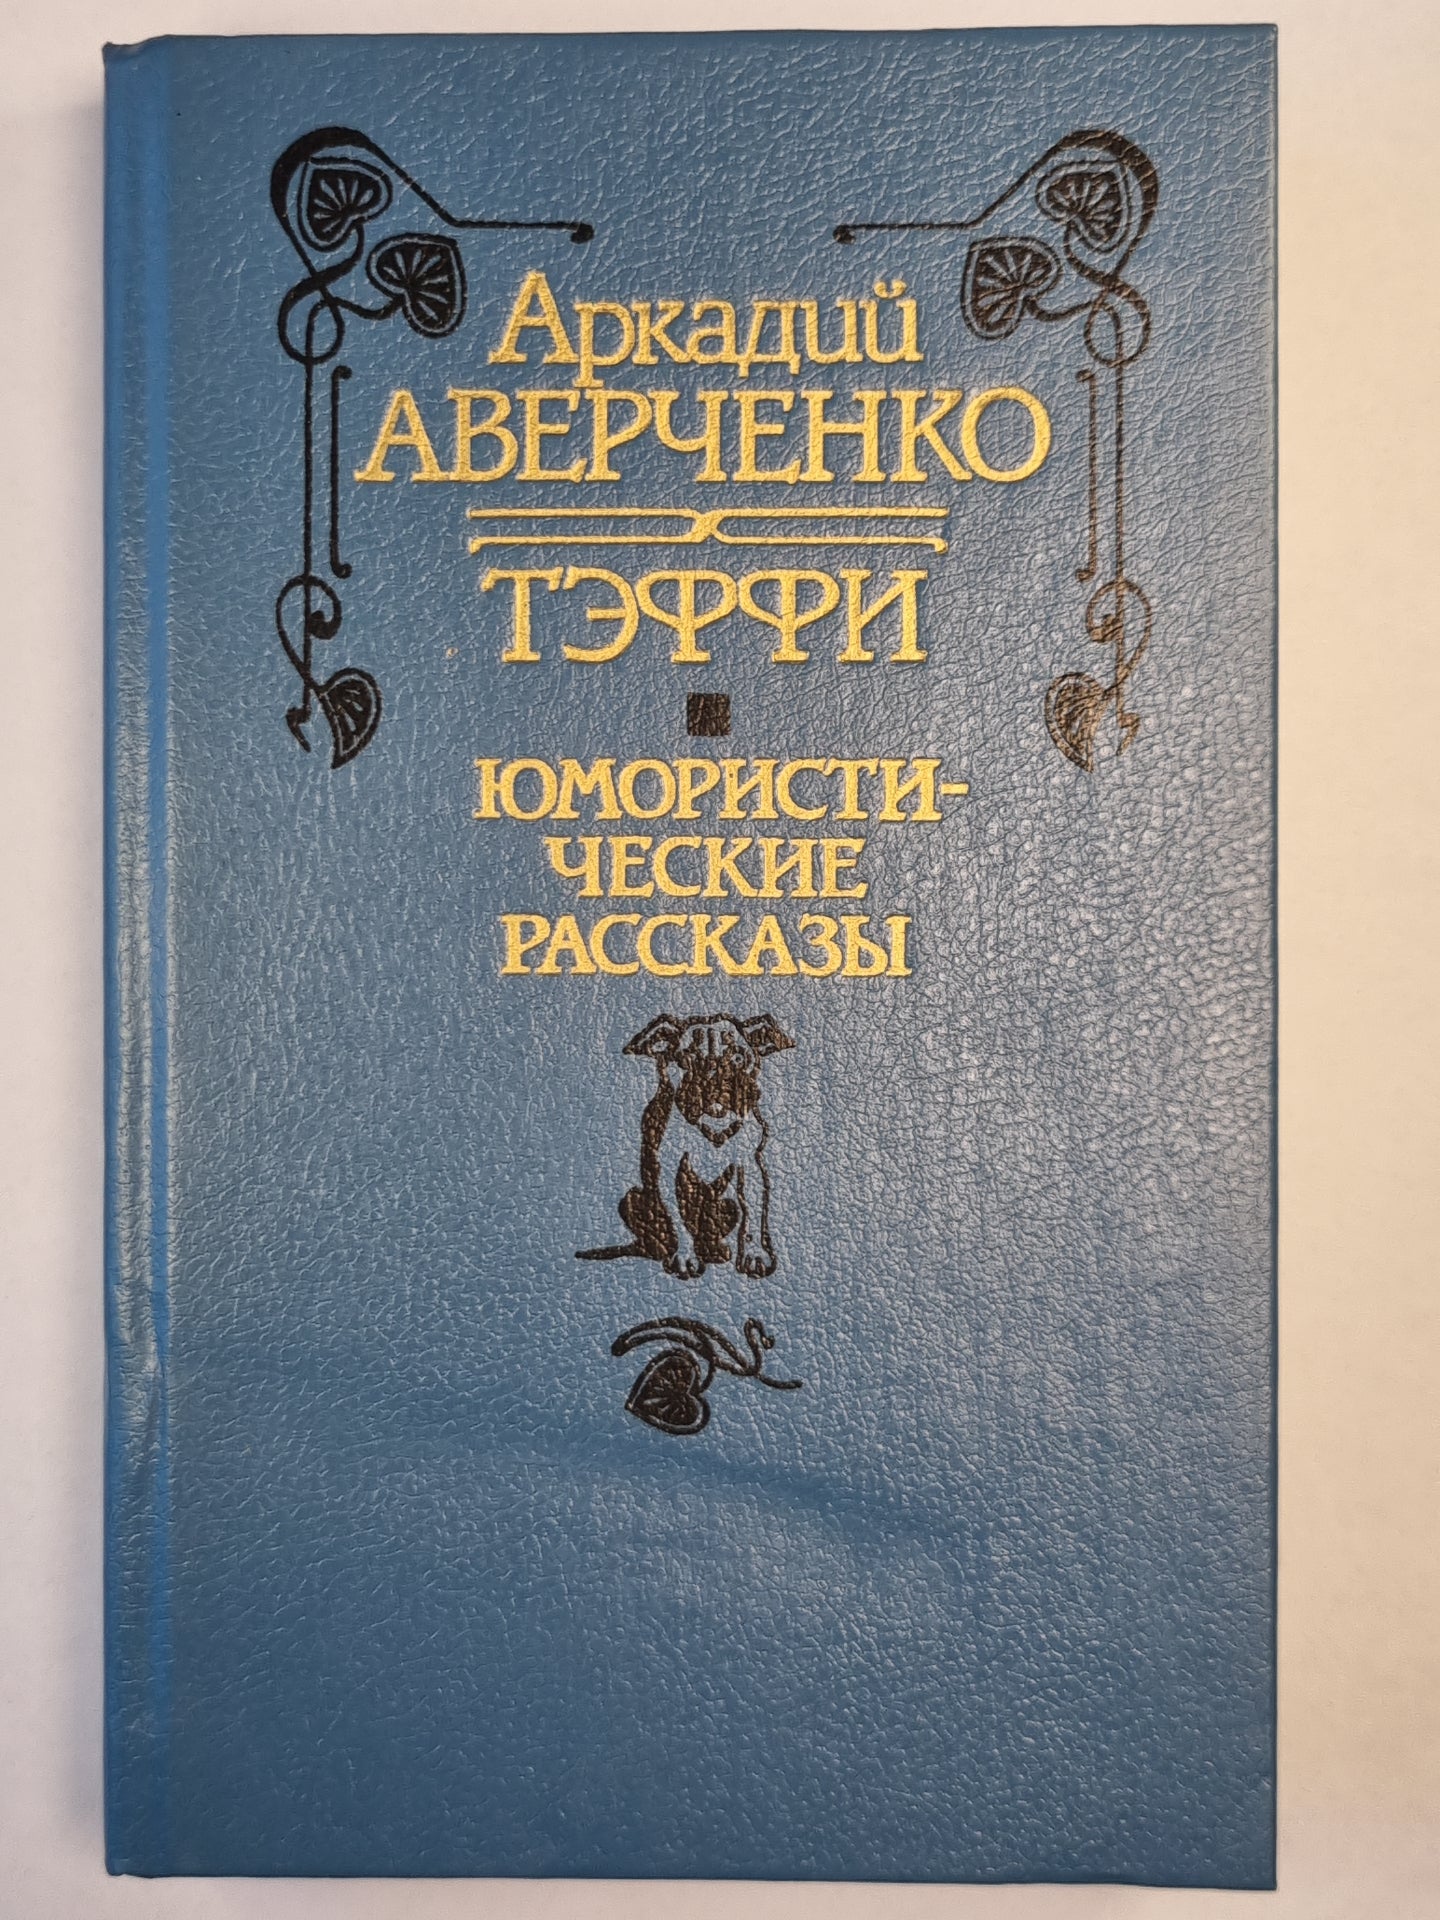 Аркадий
АВЕРЧЕНКО
ТЭФФИ
ЮМОРИСТИ-
ЧЕСКИЕ
РАССКАЗЫ